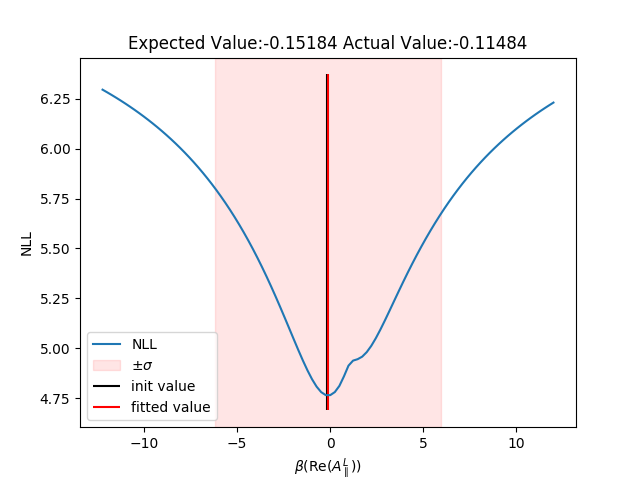 Expected Value:-0.15184 Actual Value:-0.11484
NLL
6.25
6.00
5.75
5.50
5.25
5.00
4.75
NLL
±σ
init value
fitted value
−10 −5 0 5 10
β(Re(A_∥^L))